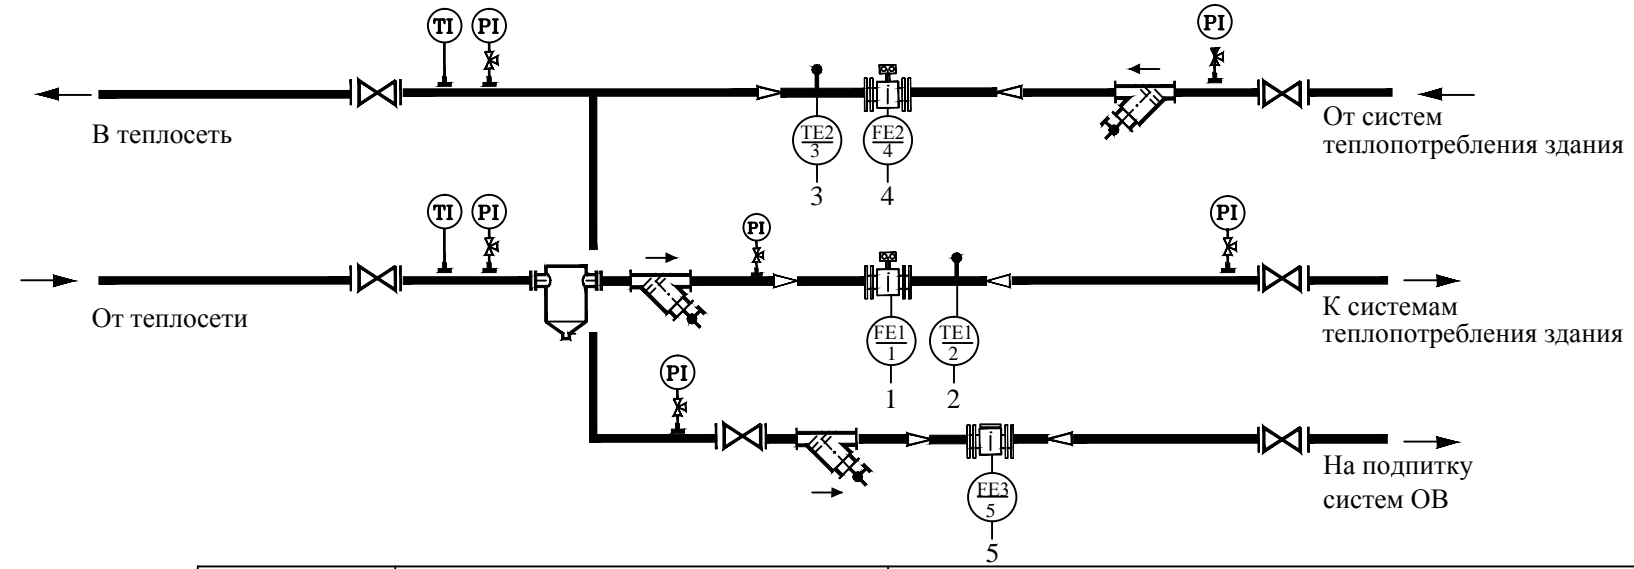 TI PI PI
В теплосеть
TE2
3
FE2
4
3 4
От систем
теплопотребления здания
TI PI PI PI
От теплосети
FE1
1
TE1
2
1 2
К системам
теплопотребления здания
PI
FE3
5
5
На подпитку
систем ОВ